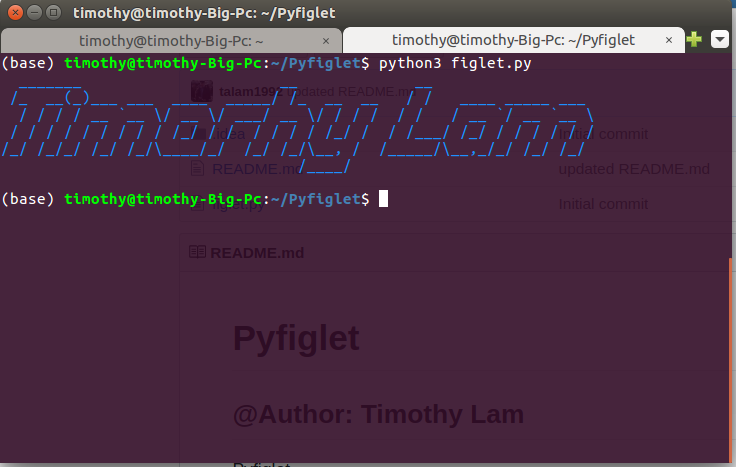 timothy@timothy-Big-Pc: ~/Pyfiglet
timothy@timothy-Big-Pc: ~ ×
timothy@timothy-Big-Pc: ~/Pyfiglet ×
(base) timothy@timothy-Big-Pc:~/Pyfiglet$ python3 figlet.py
talam1992 updated README.md
Timothy Lam
idea Initial commit
README.md updated README.md
(base) timothy@timothy-Big-Pc:~/Pyfiglet$
Initial commit
README.md
Pyfiglet
@Author: Timothy Lam
Pyfiglet